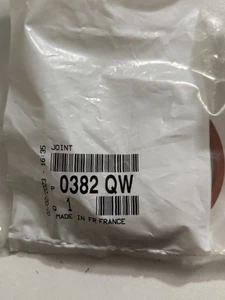 JOINT
P 0382 QW
Q 1
MADE IN FR FRANCE